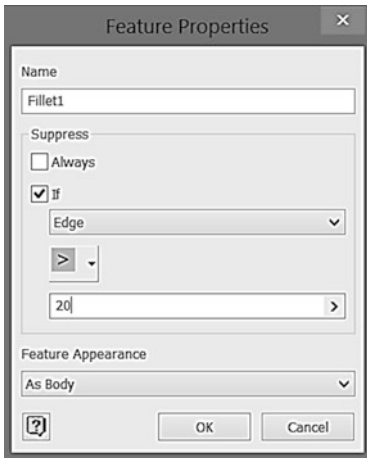 Feature Properties
Name
Fillet1
Suppress
Always
If
Edge
>
20
Feature Appearance
As Body
OK Cancel